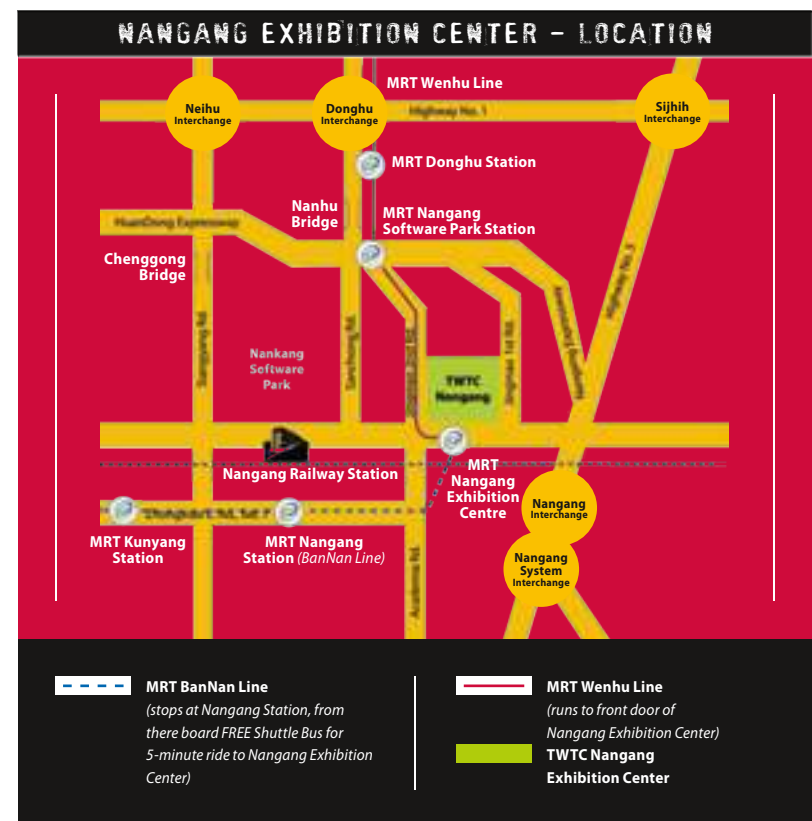 NANGANG EXHIBITION CENTER – LOCATION
MRT Wenhu Line
Neihu
Interchange
Donghu
Interchange
Highway No. 1
Sijhih
Interchange
MRT Donghu Station
Nanhu
Bridge
MRT Nangang
Software Park Station
HuanDong Expressway
Chenggong
Bridge
Highway No. 3
Nankang
Software
Park
Sanchong Rd.
Jingmao 1st Rd.
TWTC
Nangang
Nangang Railway Station
MRT
Nangang
Exhibition
Centre
Nangang
Interchange
MRT Kunyang
Station
MRT Nangang
Station (BanNan Line)
Academia Rd.
Nangang
System
Interchange
MRT BanNan Line
(stops at Nangang Station, from
there board FREE Shuttle Bus for
5-minute ride to Nangang Exhibition
Center)
MRT Wenhu Line
(runs to front door of
Nangang Exhibition Center)
TWTC Nangang
Exhibition Center